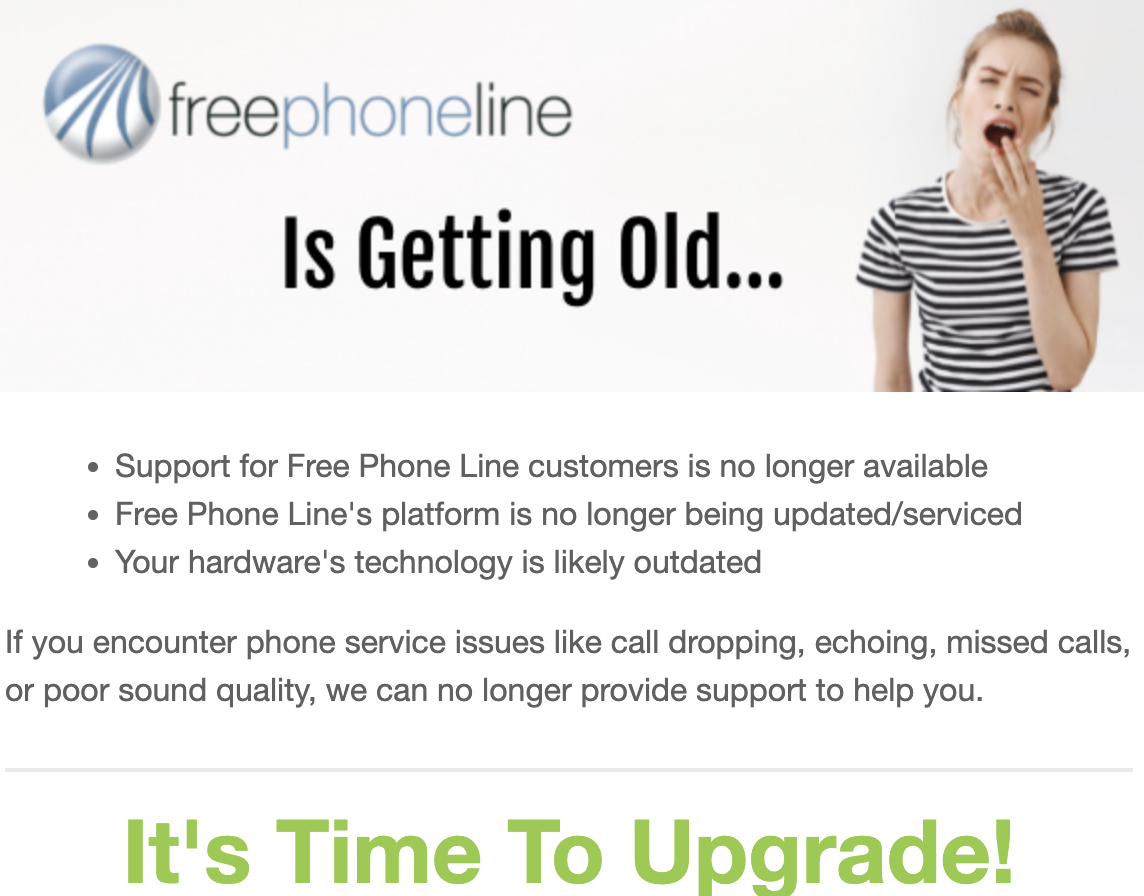 freephoneline
Is Getting Old...
• Support for Free Phone Line customers is no longer available
• Free Phone Line's platform is no longer being updated/serviced
• Your hardware's technology is likely outdated
If you encounter phone service issues like call dropping, echoing, missed calls,
or poor sound quality, we can no longer provide support to help you.
It's Time To Upgrade!